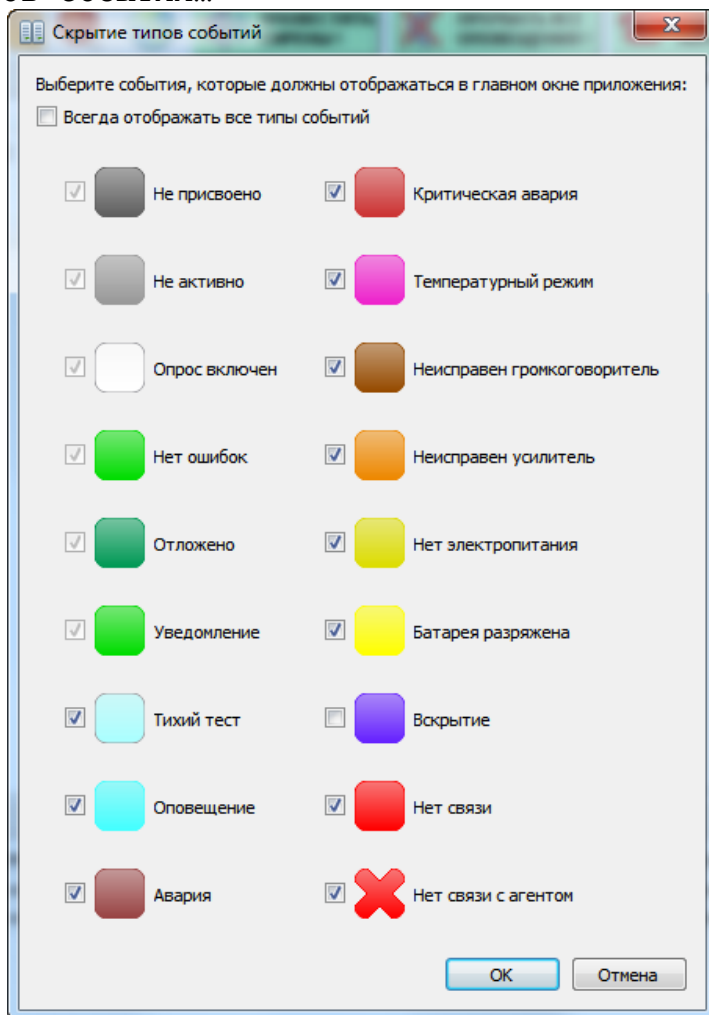 Скрытие типов событий
Выберите события, которые должны отображаться в главном окне приложения:
Всегда отображать все типы событий
Не присвоено
Критическая авария
Не активно
Температурный режим
Опрос включен
Неисправен громкоговоритель
Нет ошибок
Неисправен усилитель
Отложено
Нет электропитания
Уведомление
Батарея разряжена
Тихий тест
Вскрытие
Оповещение
Нет связи
Авария
Нет связи с агентом
OK
Отмена